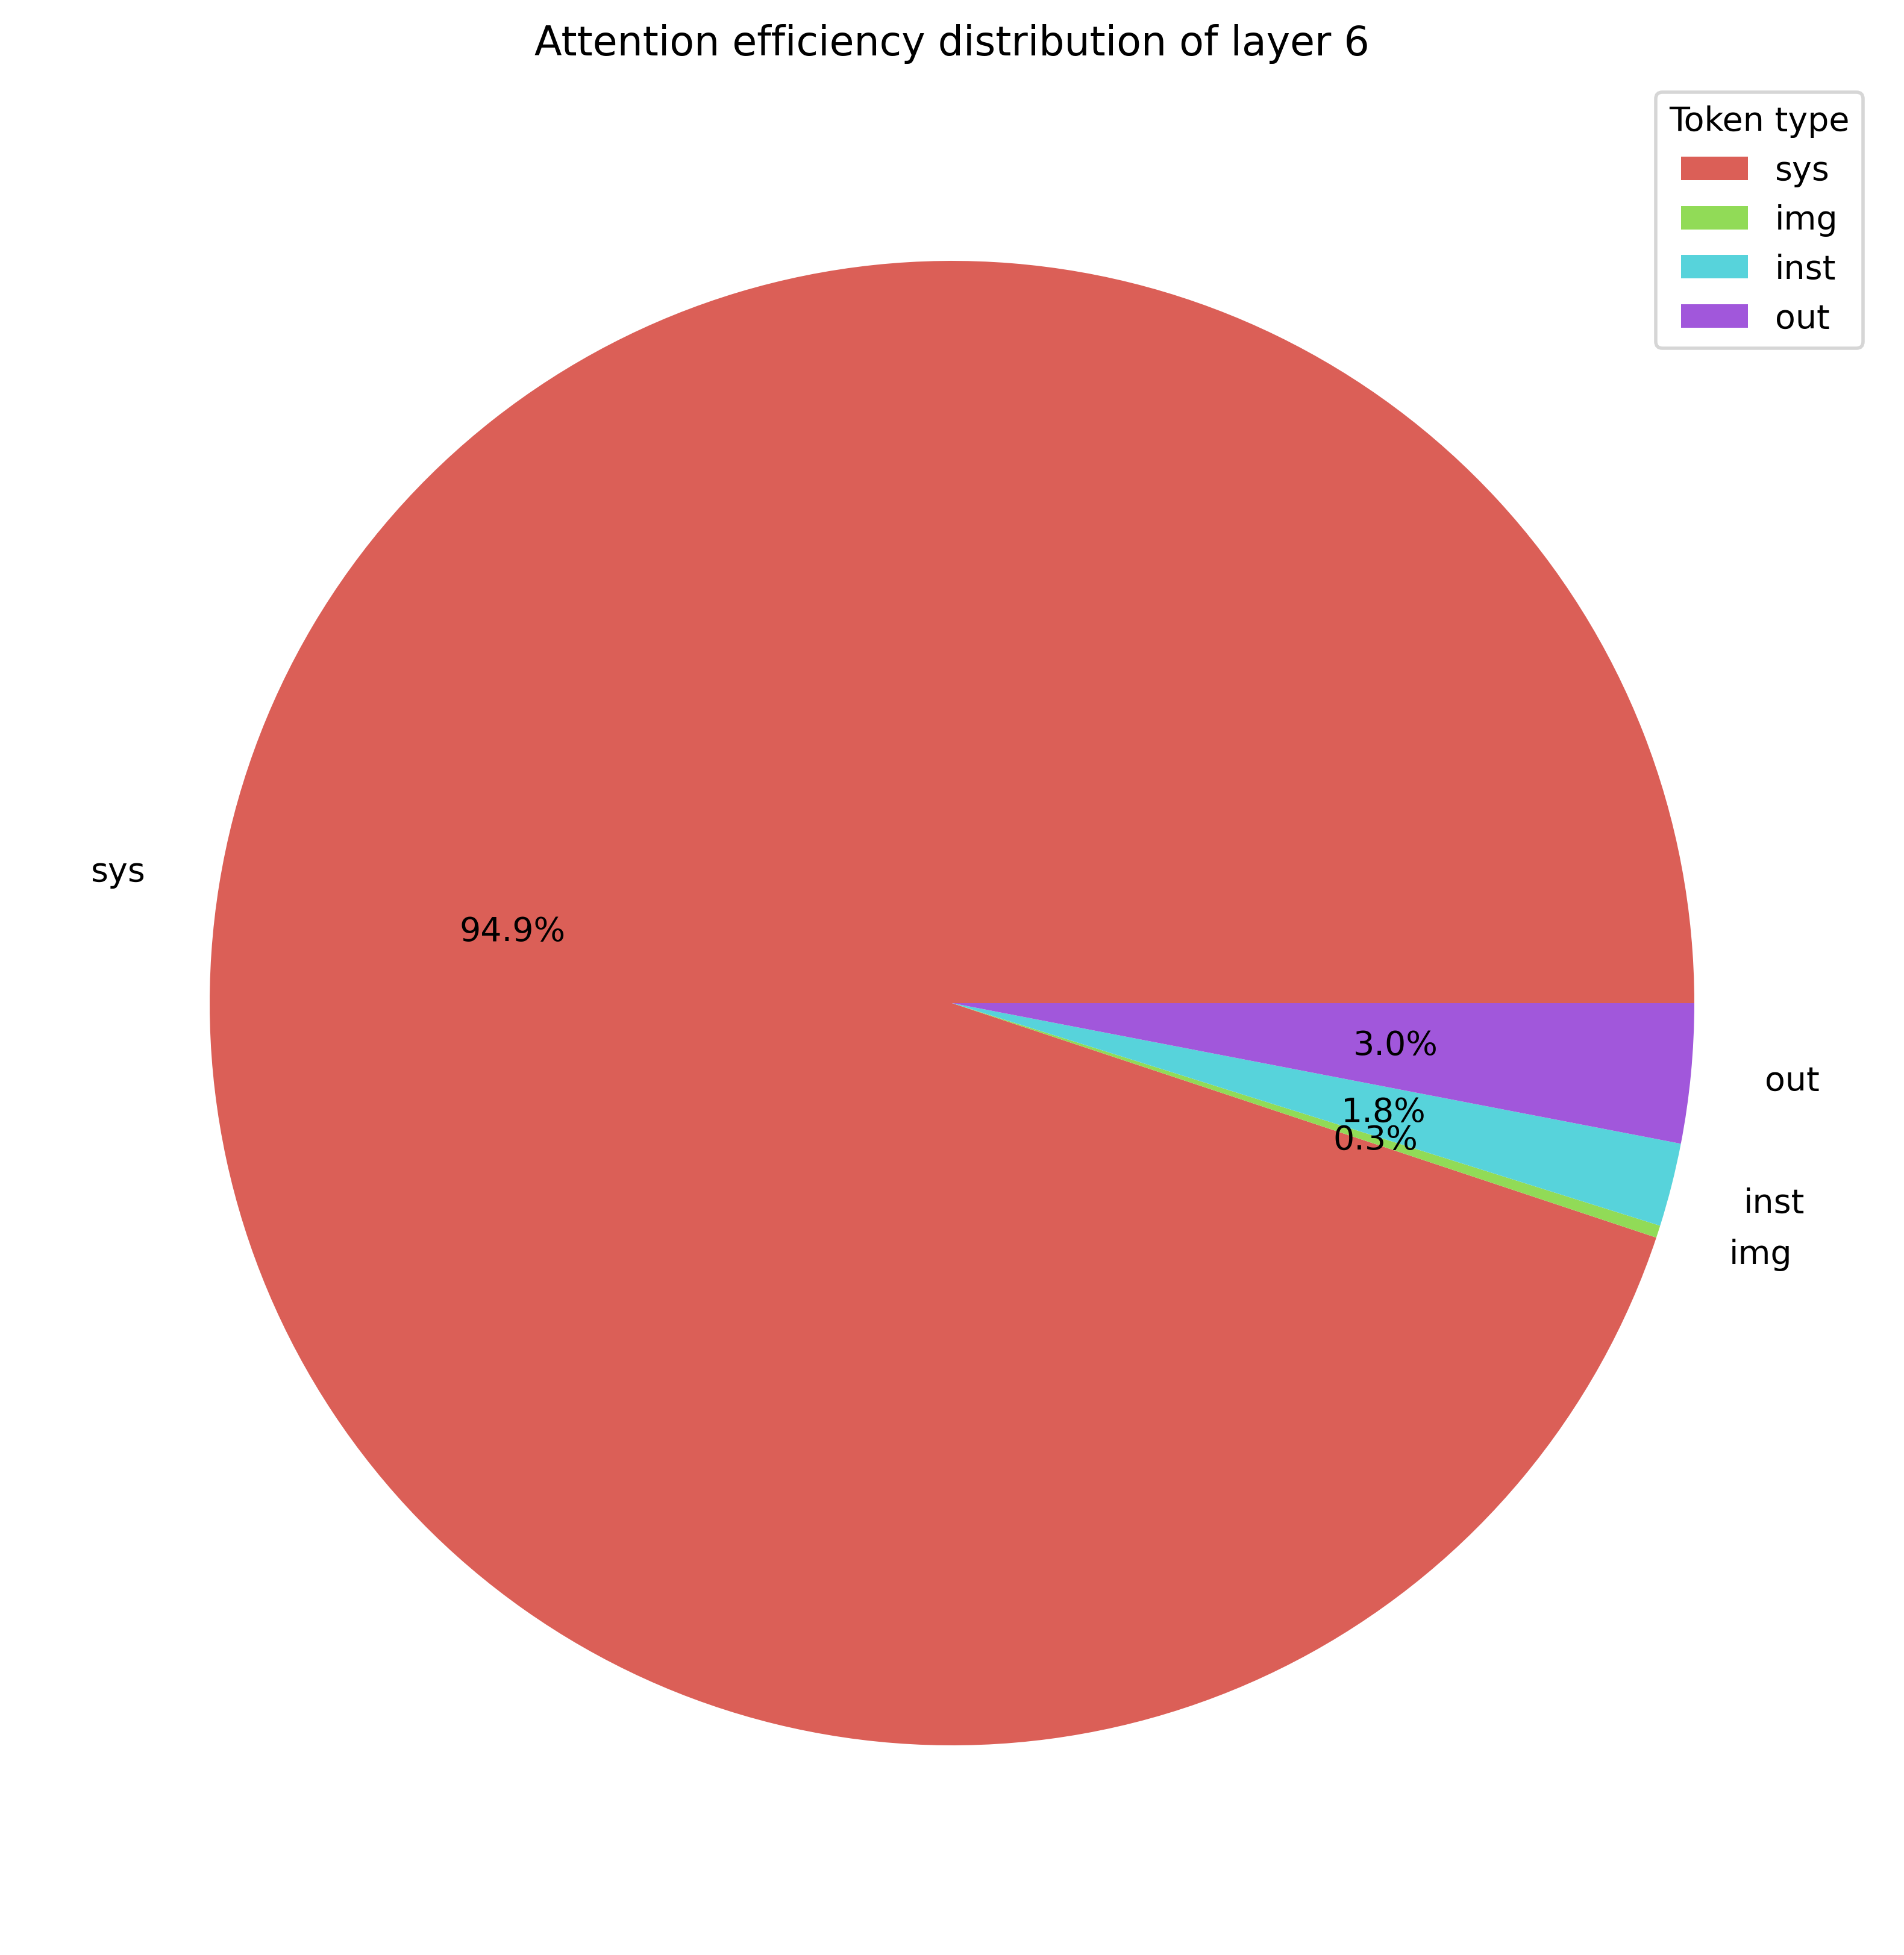 Attention efficiency distribution of layer 6
Token type
sys
img
inst
out
sys
94.9%
3.0%
out
1.8%
0.3%
inst
img